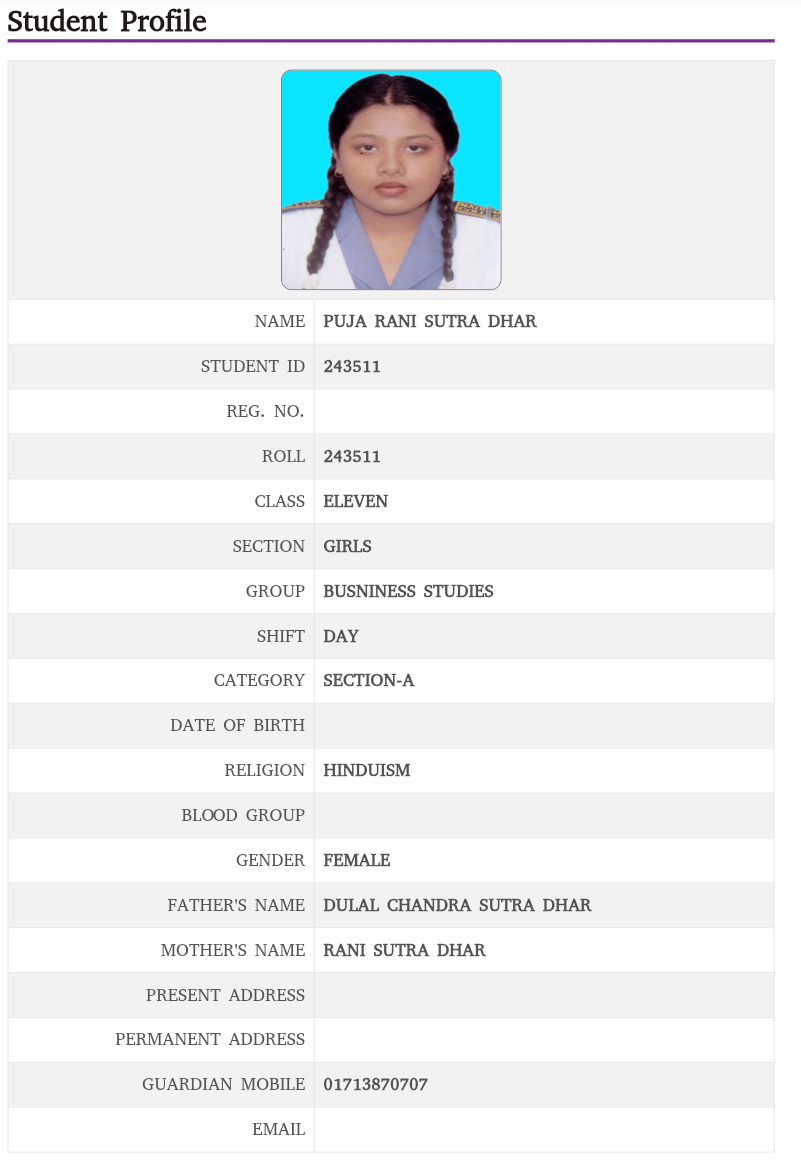 Student Profile
NAME PUJA RANI SUTRA DHAR
STUDENT ID 243511
REG. NO.
ROLL 243511
CLASS ELEVEN
SECTION GIRLS
GROUP BUSNINESS STUDIES
SHIFT DAY
CATEGORY SECTION-A
DATE OF BIRTH
RELIGION HINDUISM
BLOOD GROUP
GENDER FEMALE
FATHER'S NAME DULAL CHANDRA SUTRA DHAR
MOTHER'S NAME RANI SUTRA DHAR
PRESENT ADDRESS
PERMANENT ADDRESS
GUARDIAN MOBILE 01713870707
EMAIL